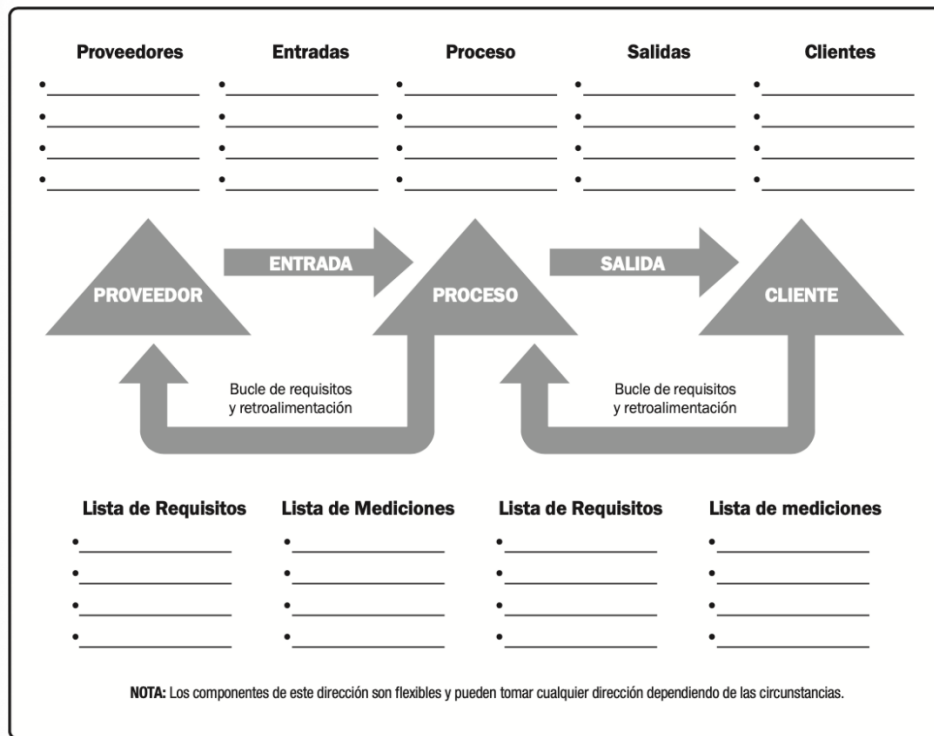 Proveedores Entradas Proceso Salidas Clientes
PROVEEDOR ENTRADA PROCESO SALIDA CLIENTE
Bucle de requisitos
y retroalimentación
Bucle de requisitos
y retroalimentación
Lista de Requisitos Lista de Mediciones Lista de Requisitos Lista de mediciones
NOTA: Los componentes de este dirección son flexibles y pueden tomar cualquier dirección dependiendo de las circunstancias.